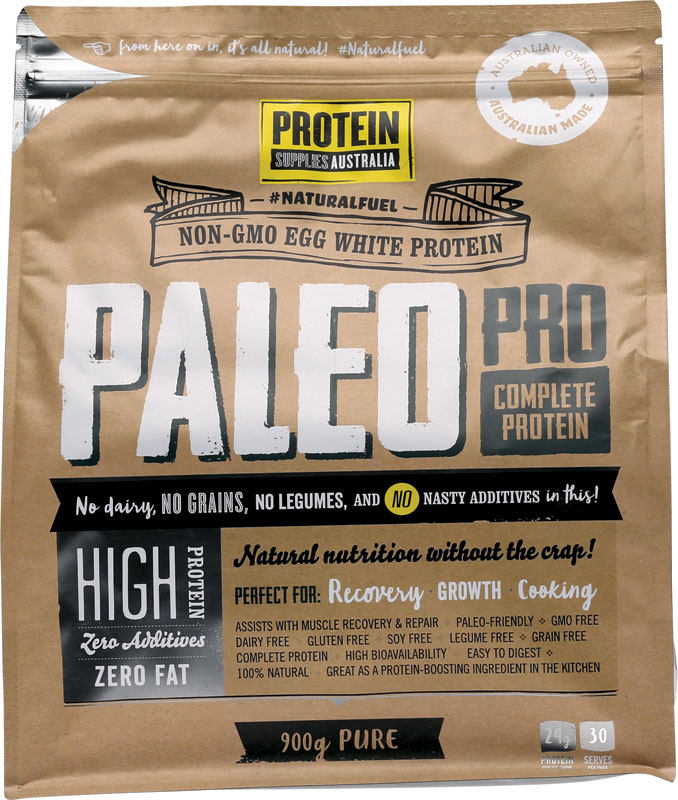 from here on in, it's all natural! #Naturalfuel
AUSTRALIAN OWNED
AUSTRALIAN MADE
PROTEIN
SUPPLIES AUSTRALIA
#NATURALFUEL
NON-GMO EGG WHITE PROTEIN
PALEO PRO
COMPLETE
PROTEIN
No dairy, NO GRAINS, NO LEGUMES, AND NO NASTY ADDITIVES in this!
HIGH PROTEIN
Zero Additives
ZERO FAT
Natural nutrition without the crap!
PERFECT FOR: Recovery · GROWTH · Cooking
ASSISTS WITH MUSCLE RECOVERY & REPAIR PALEO-FRIENDLY GMO FREE
DAIRY FREE GLUTEN FREE SOY FREE LEGUME FREE GRAIN FREE
COMPLETE PROTEIN HIGH BIOAVAILABILITY EASY TO DIGEST
100% NATURAL GREAT AS A PROTEIN-BOOSTING INGREDIENT IN THE KITCHEN
900g PURE
24g 30
PROTEIN SERVES
PER PACK